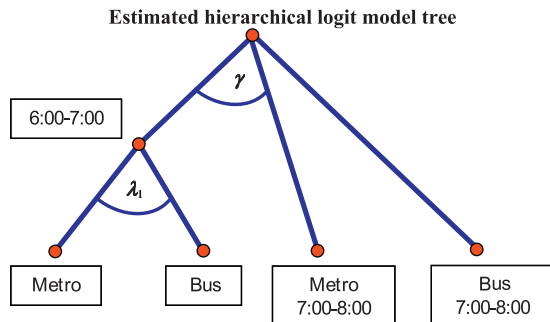 Estimated hierarchical logit model tree
γ
6:00-7:00
λ₁
Metro
Bus
Metro
7:00-8:00
Bus
7:00-8:00